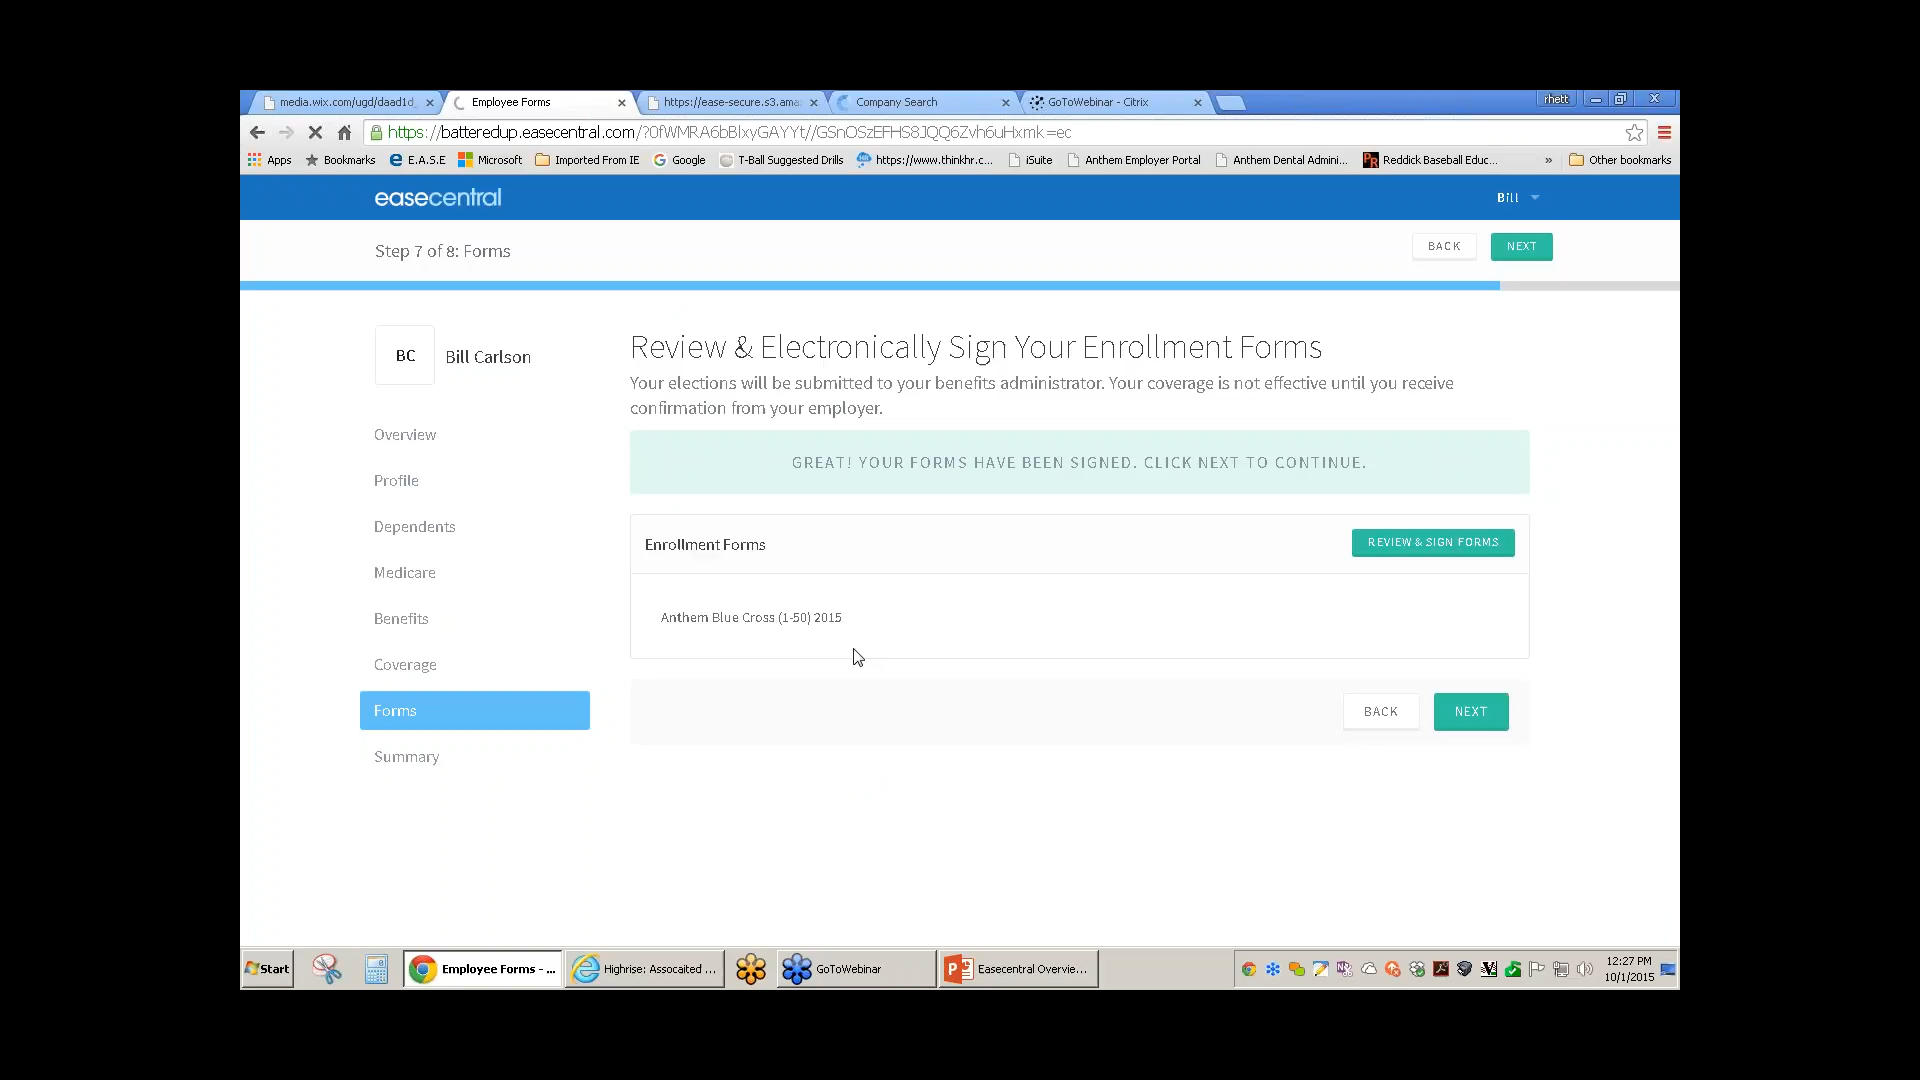 media.wix.com/ugd/daad1d_
Employee Forms
https://ease-secure.s3.ama
Company Search
GoToWebinar - Citrix
rhett
https://batteredup.easecentral.com/?0fWMRA6bBlxyGAYYt//GSnOSzEFHS8JQQ6Zvh6uHxmk=ec
Apps
Bookmarks
E.A.S.E
Microsoft
Imported From IE
Google
T-Ball Suggested Drills
https://www.thinkhr.c...
iSuite
Anthem Employer Portal
Anthem Dental Admini...
Reddick Baseball Educ...
»
Other bookmarks
easecentral
Bill
Step 7 of 8: Forms
BACK
NEXT
BC
Bill Carlson
Overview
Profile
Dependents
Medicare
Benefits
Coverage
Forms
Summary
Review & Electronically Sign Your Enrollment Forms
Your elections will be submitted to your benefits administrator. Your coverage is not effective until you receive
confirmation from your employer.
GREAT! YOUR FORMS HAVE BEEN SIGNED. CLICK NEXT TO CONTINUE.
Enrollment Forms
REVIEW & SIGN FORMS
Anthem Blue Cross (1-50) 2015
BACK
NEXT
Start
Employee Forms - ...
Highrise: Assocaited ...
GoToWebinar
Easecentral Overvie...
12:27 PM
10/1/2015